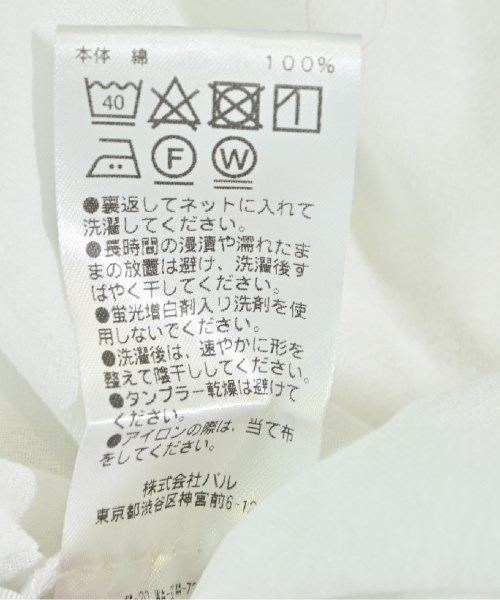 本体 綿 100%
40
F W
●裏返してネットに入れて
洗濯してください。
●長時間の浸漬や濡れたま
まの放置は避け、洗濯後す
ばやく干してください。
●蛍光増白剤入り洗剤を使
用しないでください。
●洗濯後は、速やかに形を
整えて陰干ししてください。
●タンブラー乾燥は避けて
ください。
●アイロンの際は、当て布
をしてください。
株式会社パル
東京都渋谷区神宮前6-12